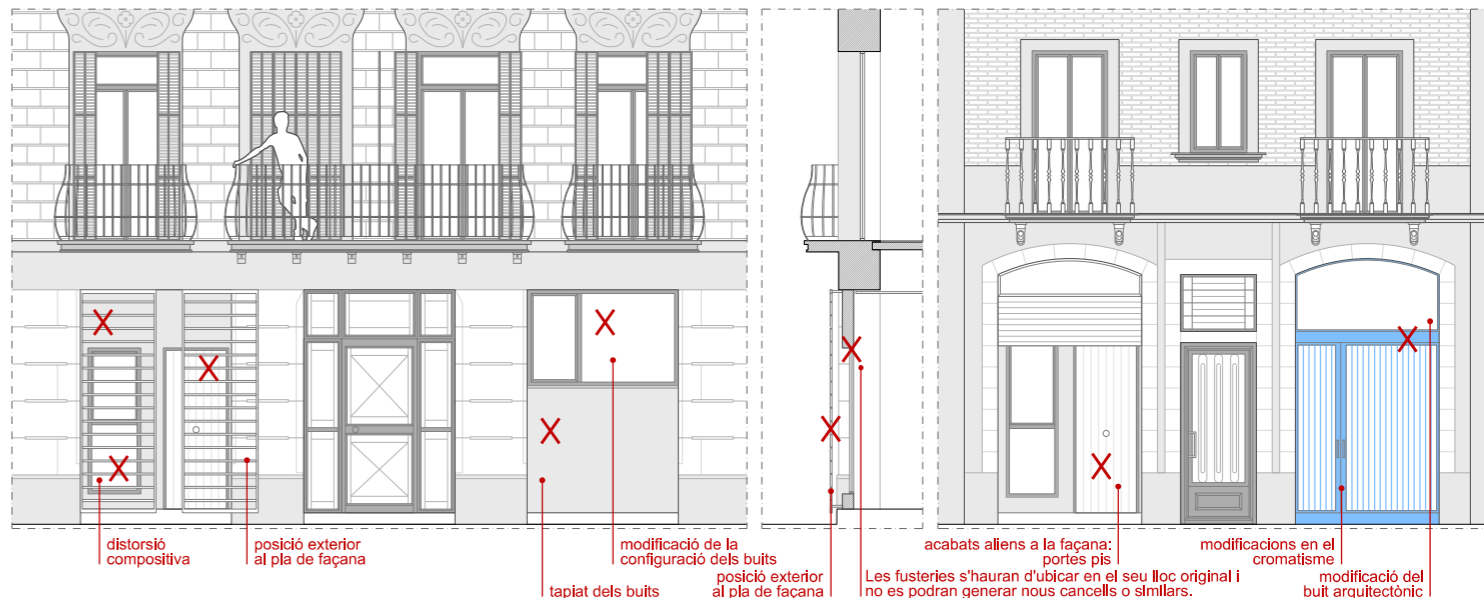 distorsió
compositiva
posició exterior
al pla de façana
tapiat dels buits
modificació de la
configuració dels buits
posició exterior
al pla de façana
acabats aliens a la façana:
portes pis
Les fusteries s'hauran d'ubicar en el seu lloc original i
no es podran generar nous cancells o similars.
modificacions en el
cromatisme
modificació del
buit arquitectònic